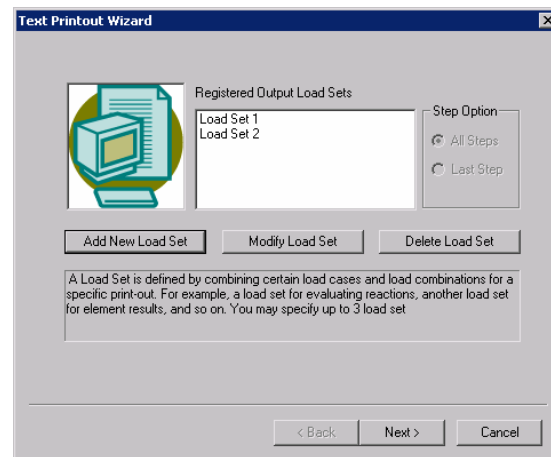 Text Printout Wizard
Registered Output Load Sets
Load Set 1
Load Set 2
Step Option
All Steps
Last Step
Add New Load Set
Modify Load Set
Delete Load Set
A Load Set is defined by combining certain load cases and load combinations for a
specific print-out. For example, a load set for evaluating reactions, another load set
for element results, and so on. You may specify up to 3 load set
< Back
Next >
Cancel